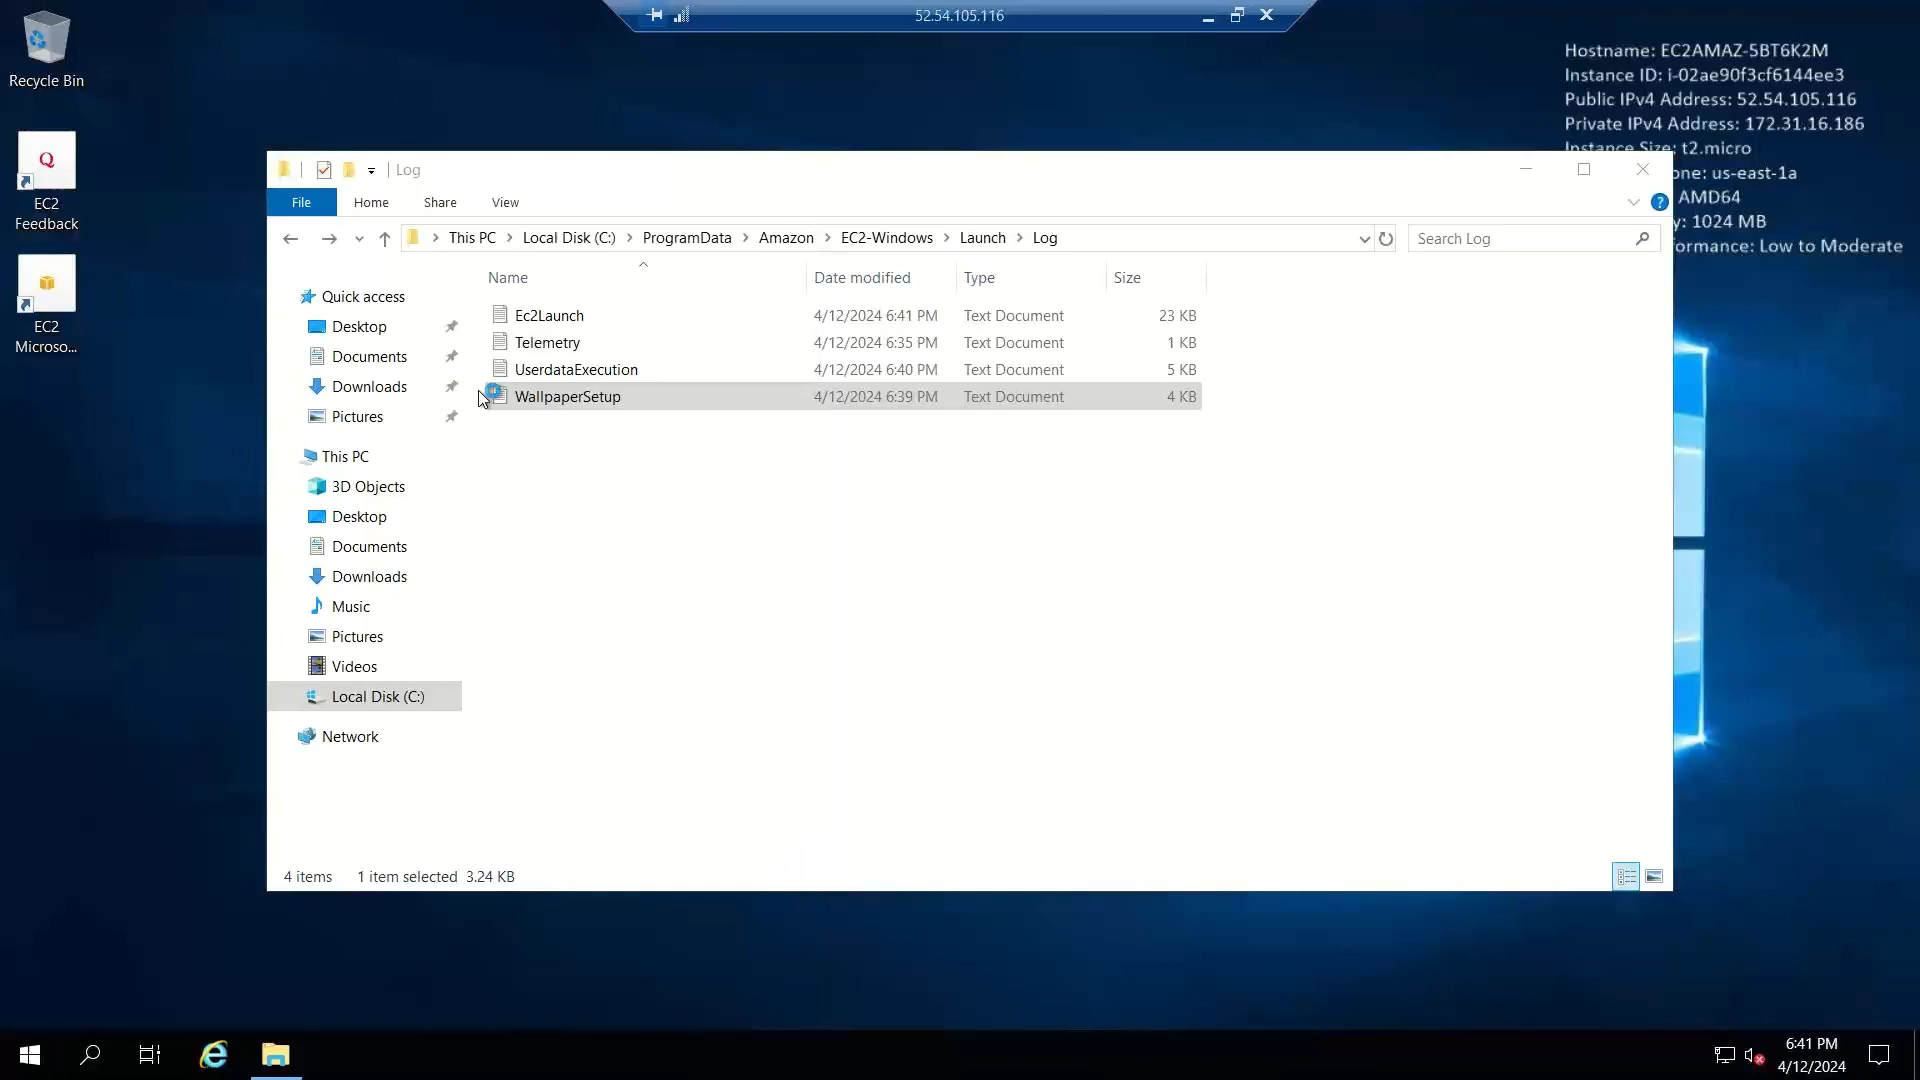 52.54.105.116
Recycle Bin
EC2
Feedback
EC2
Microso...
Hostname: EC2AMAZ-5BT6K2M
Instance ID: i-02ae90f3cf6144ee3
Public IPv4 Address: 52.54.105.116
Private IPv4 Address: 172.31.16.186
Instance Size: t2.micro
one: us-east-1a
AMD64
y: 1024 MB
formance: Low to Moderate
Log
File Home Share View
This PC > Local Disk (C:) > ProgramData > Amazon > EC2-Windows > Launch > Log
Search Log
Name Date modified Type Size
Ec2Launch 4/12/2024 6:41 PM Text Document 23 KB
Telemetry 4/12/2024 6:35 PM Text Document 1 KB
UserdataExecution 4/12/2024 6:40 PM Text Document 5 KB
WallpaperSetup 4/12/2024 6:39 PM Text Document 4 KB
Quick access
Desktop
Documents
Downloads
Pictures
This PC
3D Objects
Desktop
Documents
Downloads
Music
Pictures
Videos
Local Disk (C:)
Network
4 items 1 item selected 3.24 KB
6:41 PM
4/12/2024